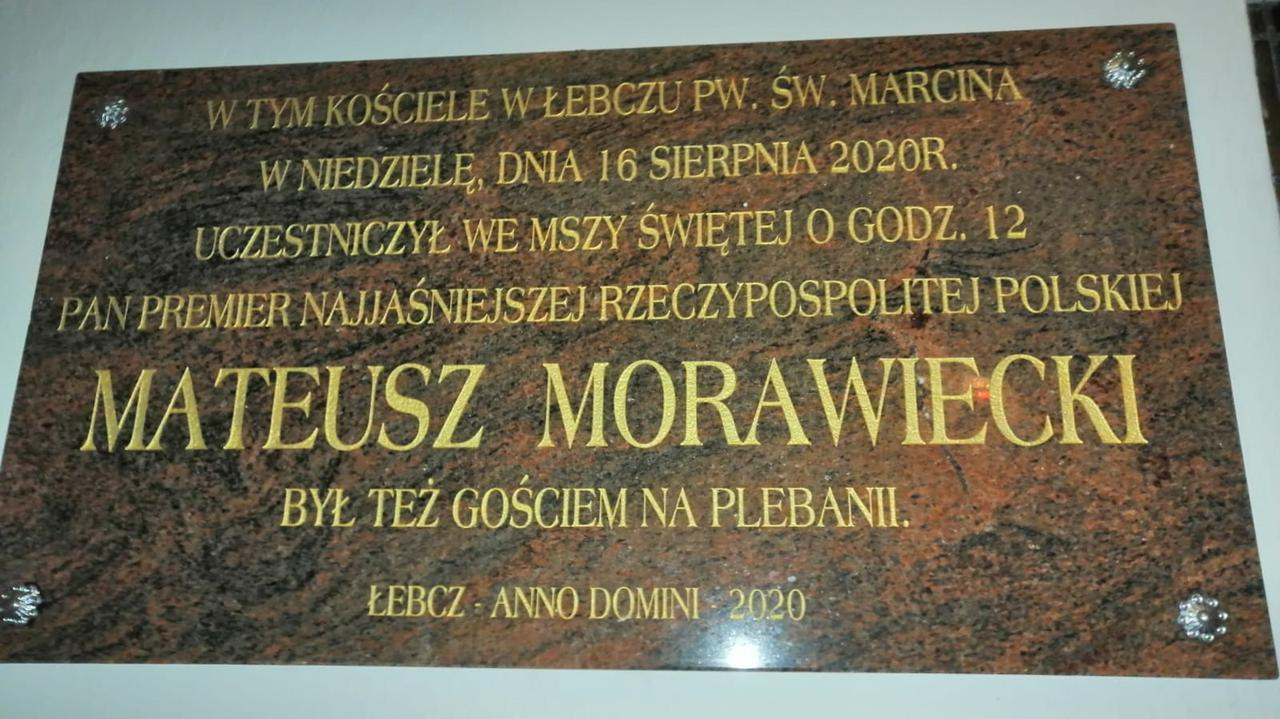 W TYM KOŚCIELE W ŁEBCZU PW. ŚW. MARCINA
W NIEDZIELĘ, DNIA 16 SIERPNIA 2020R.
UCZESTNICZYŁ WE MSZY ŚWIĘTEJ O GODZ. 12
PAN PREMIER NAJJAŚNIEJSZEJ RZECZYPOSPOLITEJ POLSKIEJ
MATEUSZ MORAWIECKI
BYŁ TEŻ GOŚCIEM NA PLEBANII.
ŁEBCZ - ANNO DOMINI - 2020